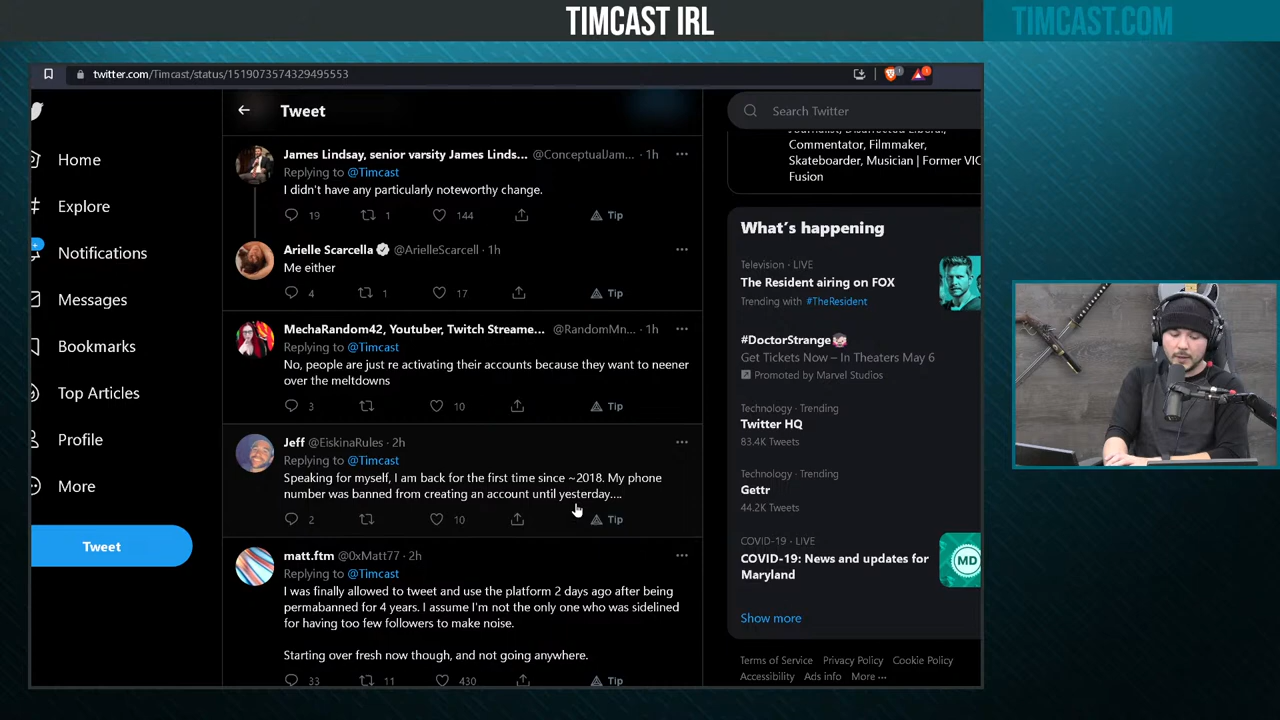 TIMCAST IRL
TIMCAST.COM
twitter.com/Timcast/status/1519073574329495553
1
1
Home
Explore
Notifications
Messages
Bookmarks
Top Articles
Profile
More
Tweet
Tweet
James Lindsay, senior varsity James Linds... @ConceptualJam... · 1h
Replying to @Timcast
I didn't have any particularly noteworthy change.
19 1 144 Tip
Arielle Scarcella @ArielleScarcell · 1h
Me either
4 1 17 Tip
MechaRandom42, Youtuber, Twitch Streame... @RandomMn... · 1h
Replying to @Timcast
No, people are just re activating their accounts because they want to neener
over the meltdowns
3 10 Tip
Jeff @EiskinaRules · 2h
Replying to @Timcast
Speaking for myself, I am back for the first time since ~2018. My phone
number was banned from creating an account until yesterday....
2 10 Tip
matt.ftm @0xMatt77 · 2h
Replying to @Timcast
I was finally allowed to tweet and use the platform 2 days ago after being
permabanned for 4 years. I assume I'm not the only one who was sidelined
for having too few followers to make noise.
Starting over fresh now though, and not going anywhere.
33 11 430 Tip
Search Twitter
Journalist, Disaffected Liberal,
Commentator, Filmmaker,
Skateboarder, Musician | Former VIC
Fusion
What's happening
Television · LIVE
The Resident airing on FOX
Trending with #TheResident
#DoctorStrange
Get Tickets Now – In Theaters May 6
Promoted by Marvel Studios
Technology · Trending
Twitter HQ
83.4K Tweets
Technology · Trending
Gettr
44.2K Tweets
COVID-19 · LIVE
COVID-19: News and updates for
Maryland
MD
Show more
Terms of Service Privacy Policy Cookie Policy
Accessibility Ads info More ···